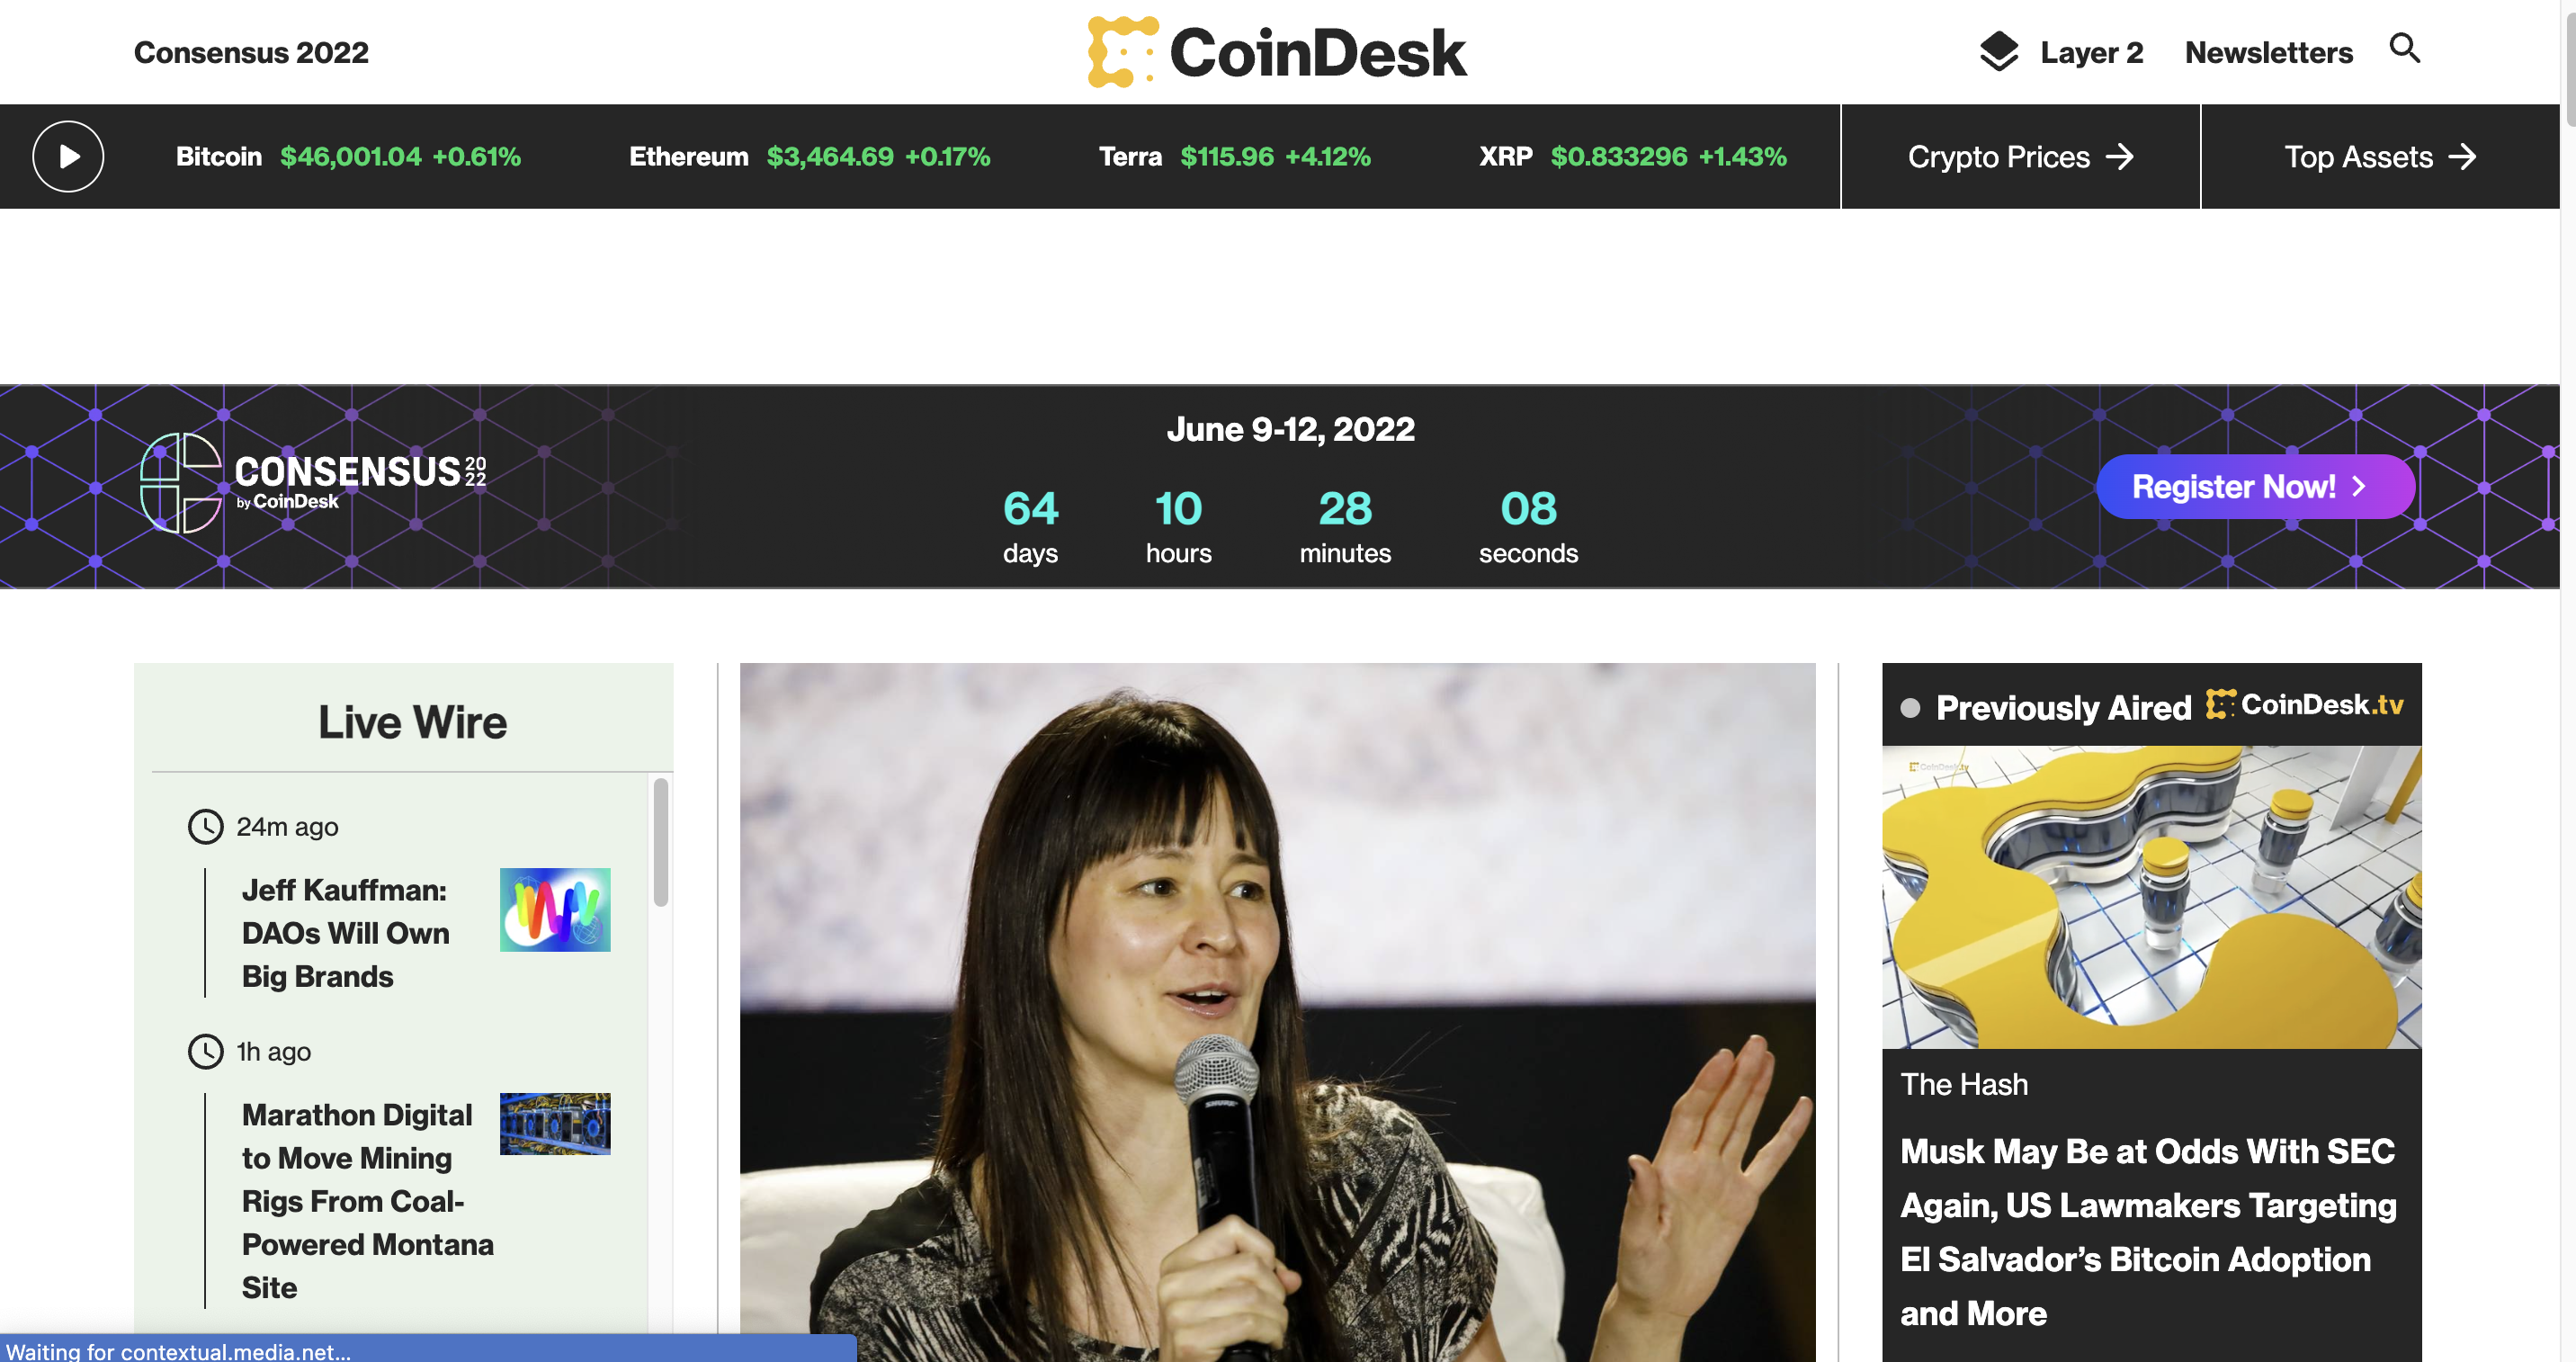 Consensus 2022
CoinDesk
Layer 2
Newsletters
Bitcoin $46,001.04 +0.61%
Ethereum $3,464.69 +0.17%
Terra $115.96 +4.12%
XRP $0.833296 +1.43%
Crypto Prices
Top Assets
CONSENSUS 20 22
by CoinDesk
June 9-12, 2022
64 10 28 08
days hours minutes seconds
Register Now!
Live Wire
24m ago
Jeff Kauffman:
DAOs Will Own
Big Brands
1h ago
Marathon Digital
to Move Mining
Rigs From Coal-
Powered Montana
Site
SHURE
Previously Aired
CoinDesk.tv
CoinDesk.tv
The Hash
Musk May Be at Odds With SEC
Again, US Lawmakers Targeting
El Salvador’s Bitcoin Adoption
and More
Waiting for contextual.media.net...